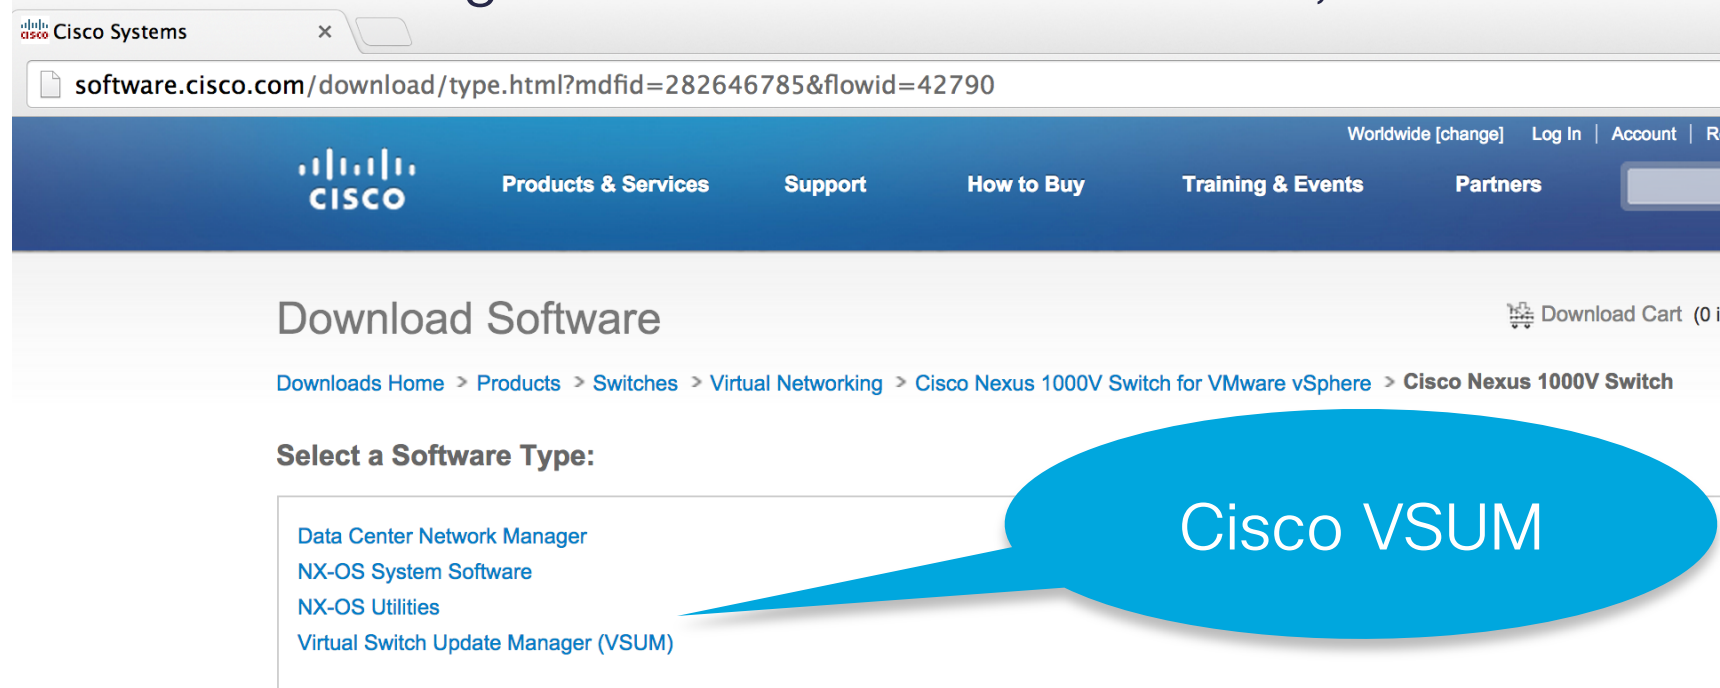 Cisco Systems
software.cisco.com/download/type.html?mdfid=282646785&flowid=42790
Worldwide [change] Log In | Account |
CISCO
Products & Services Support How to Buy Training & Events Partners
Download Software
Download Cart (0
Downloads Home > Products > Switches > Virtual Networking > Cisco Nexus 1000V Switch for VMware vSphere > Cisco Nexus 1000V Switch
Select a Software Type:
Cisco VSUM
Data Center Network Manager
NX-OS System Software
NX-OS Utilities
Virtual Switch Update Manager (VSUM)